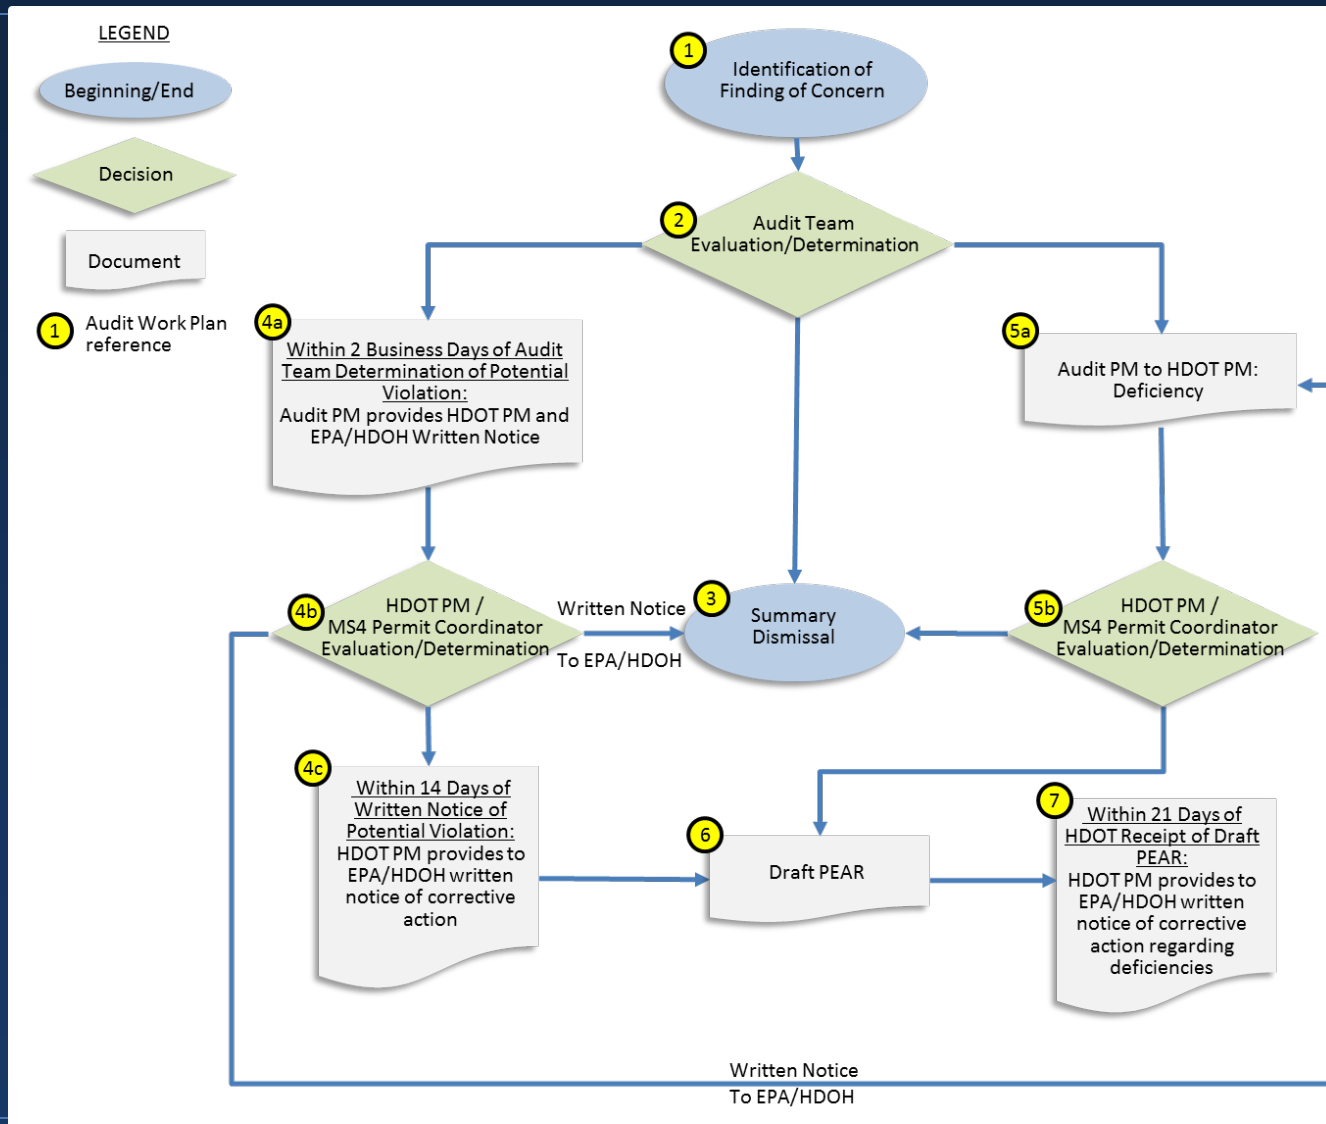 LEGEND
Beginning/End
Decision
Document
1
Audit Work Plan
reference
1
Identification of
Finding of Concern
2
Audit Team
Evaluation/Determination
4a
Within 2 Business Days of Audit
Team Determination of Potential
Violation:
Audit PM provides HDOT PM and
EPA/HDOH Written Notice
5a
Audit PM to HDOT PM:
Deficiency
4b
HDOT PM /
MS4 Permit Coordinator
Evaluation/Determination
Written Notice
To EPA/HDOH
3
Summary
Dismissal
5b
HDOT PM /
MS4 Permit Coordinator
Evaluation/Determination
4c
Within 14 Days of
Written Notice of
Potential Violation:
HDOT PM provides to
EPA/HDOH written
notice of corrective
action
6
Draft PEAR
7
Within 21 Days of
HDOT Receipt of Draft
PEAR:
HDOT PM provides to
EPA/HDOH written
notice of corrective
action regarding
deficiencies
Written Notice
To EPA/HDOH